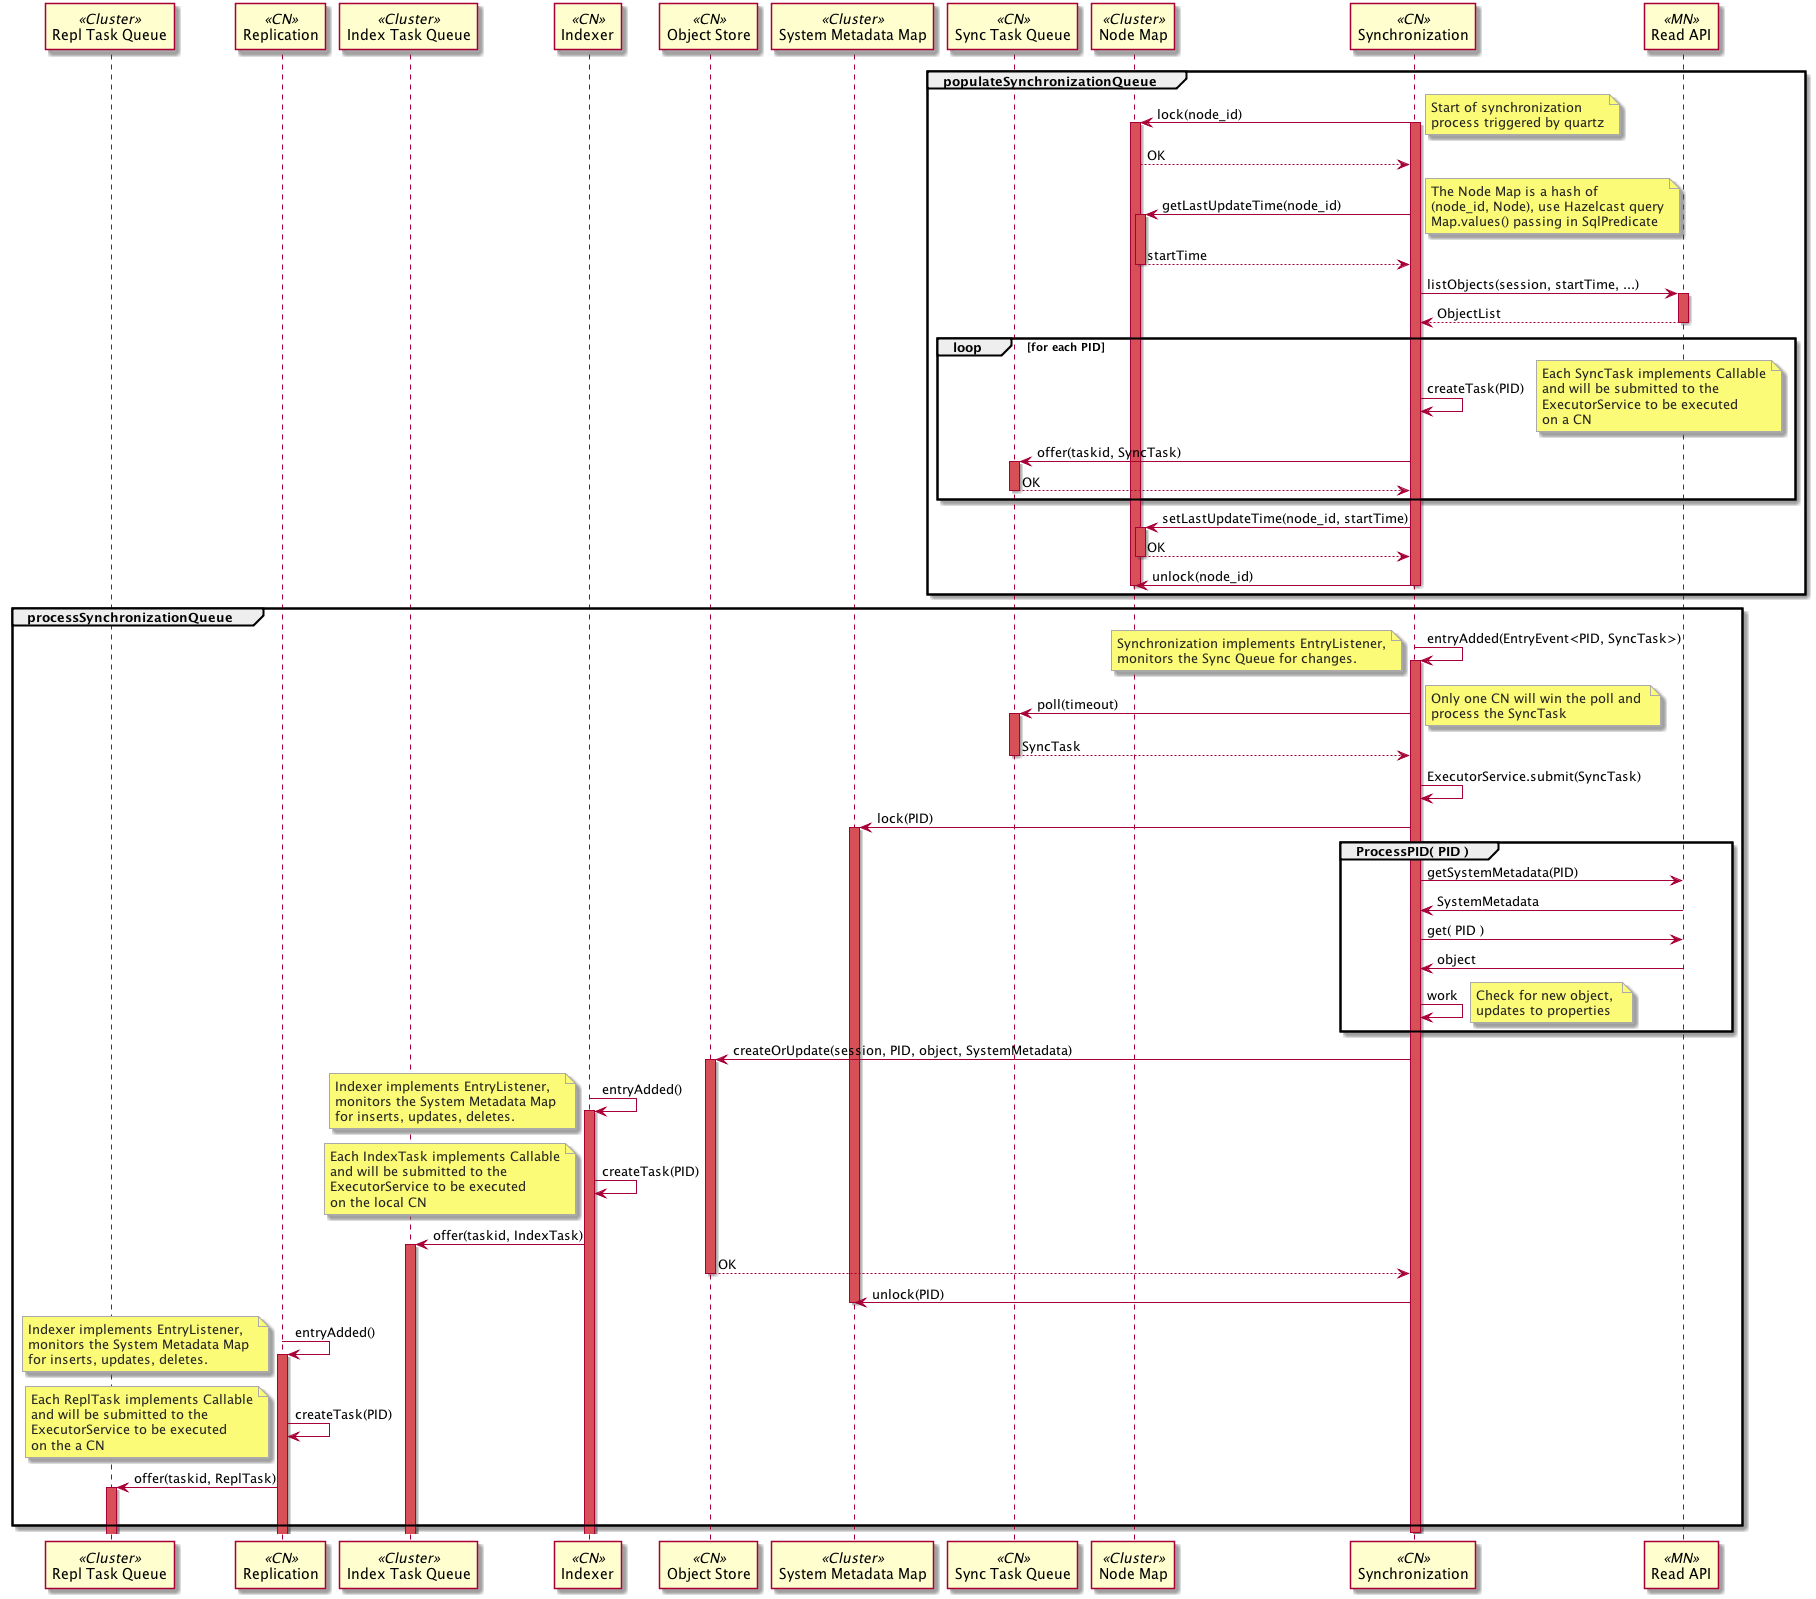 «Cluster»
Repl Task Queue
«CN»
Replication
«Cluster»
Index Task Queue
«CN»
Indexer
«CN»
Object Store
«Cluster»
System Metadata Map
«CN»
Sync Task Queue
«Cluster»
Node Map
«CN»
Synchronization
«MN»
Read API
populateSynchronizationQueue
lock(node_id)
Start of synchronization
process triggered by quartz
OK
The Node Map is a hash of
(node_id, Node), use Hazelcast query
Map.values() passing in SqlPredicate
getLastUpdateTime(node_id)
startTime
listObjects(session, startTime, ...)
ObjectList
loop
[for each PID]
createTask(PID)
Each SyncTask implements Callable
and will be submitted to the
ExecutorService to be executed
on a CN
offer(taskid, SyncTask)
OK
setLastUpdateTime(node_id, startTime)
OK
unlock(node_id)
processSynchronizationQueue
Synchronization implements EntryListener,
monitors the Sync Queue for changes.
entryAdded(EntryEvent<PID, SyncTask>)
poll(timeout)
Only one CN will win the poll and
process the SyncTask
SyncTask
ExecutorService.submit(SyncTask)
lock(PID)
ProcessPID( PID )
getSystemMetadata(PID)
SystemMetadata
get( PID )
object
work
Check for new object,
updates to properties
createOrUpdate(session, PID, object, SystemMetadata)
Indexer implements EntryListener,
monitors the System Metadata Map
for inserts, updates, deletes.
entryAdded()
Each IndexTask implements Callable
and will be submitted to the
ExecutorService to be executed
on the local CN
createTask(PID)
offer(taskid, IndexTask)
OK
unlock(PID)
Indexer implements EntryListener,
monitors the System Metadata Map
for inserts, updates, deletes.
entryAdded()
Each ReplTask implements Callable
and will be submitted to the
ExecutorService to be executed
on the a CN
createTask(PID)
offer(taskid, ReplTask)
«Cluster»
Repl Task Queue
«CN»
Replication
«Cluster»
Index Task Queue
«CN»
Indexer
«CN»
Object Store
«Cluster»
System Metadata Map
«CN»
Sync Task Queue
«Cluster»
Node Map
«CN»
Synchronization
«MN»
Read API